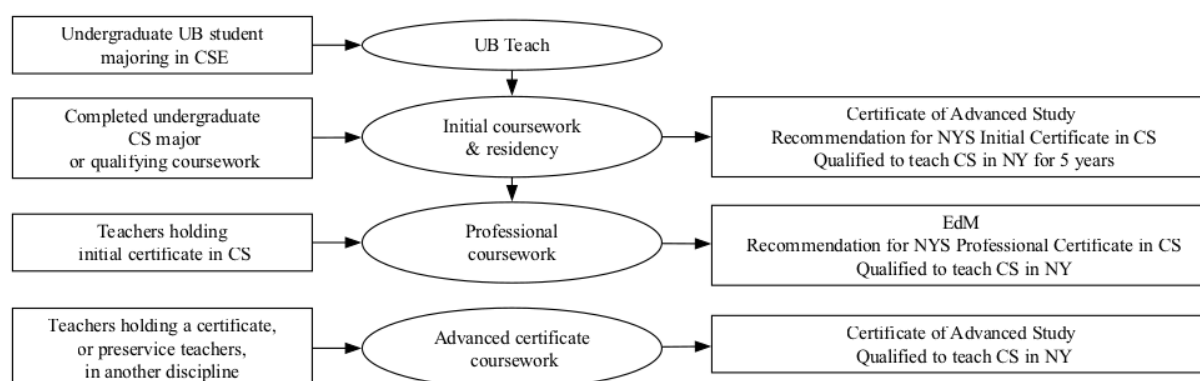 Undergraduate UB student
majoring in CSE
UB Teach
Completed undergraduate
CS major
or qualifying coursework
Initial coursework
& residency
Certificate of Advanced Study
Recommendation for NYS Initial Certificate in CS
Qualified to teach CS in NY for 5 years
Teachers holding
initial certificate in CS
Professional
coursework
EdM
Recommendation for NYS Professional Certificate in CS
Qualified to teach CS in NY
Teachers holding a certificate,
or preservice teachers,
in another discipline
Advanced certificate
coursework
Certificate of Advanced Study
Qualified to teach CS in NY